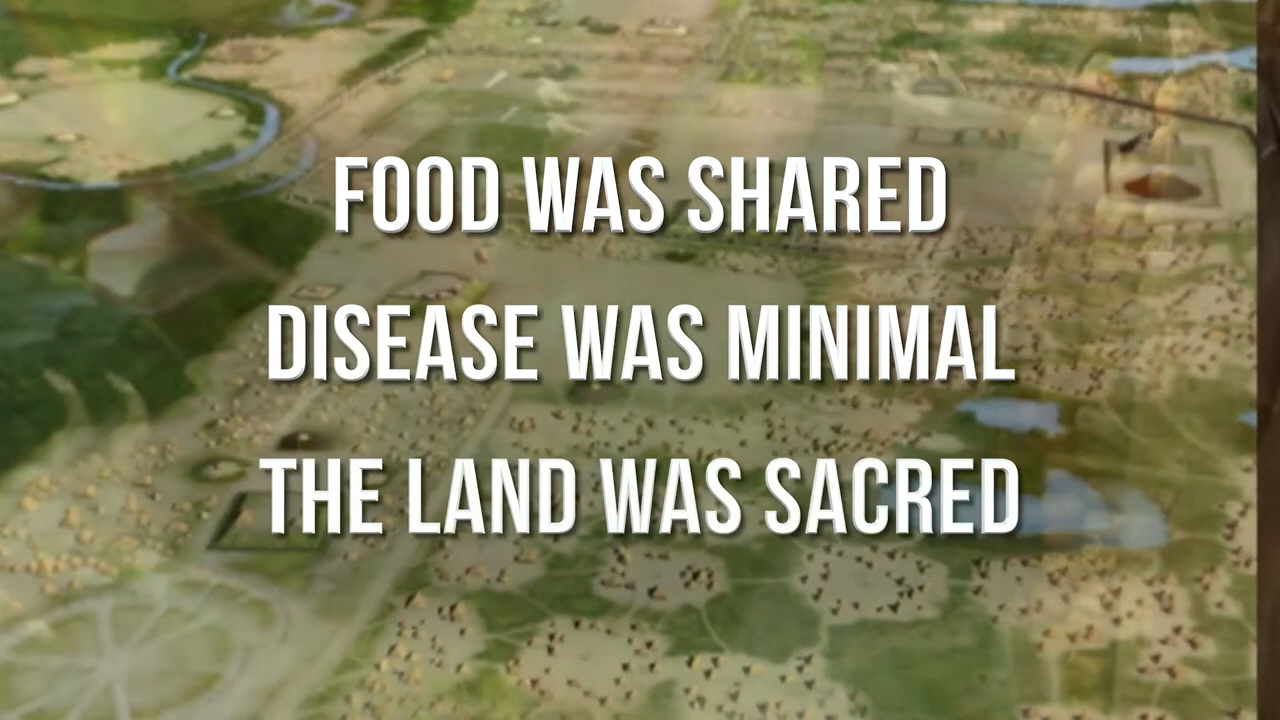 FOOD WAS SHARED
DISEASE WAS MINIMAL
THE LAND WAS SACRED